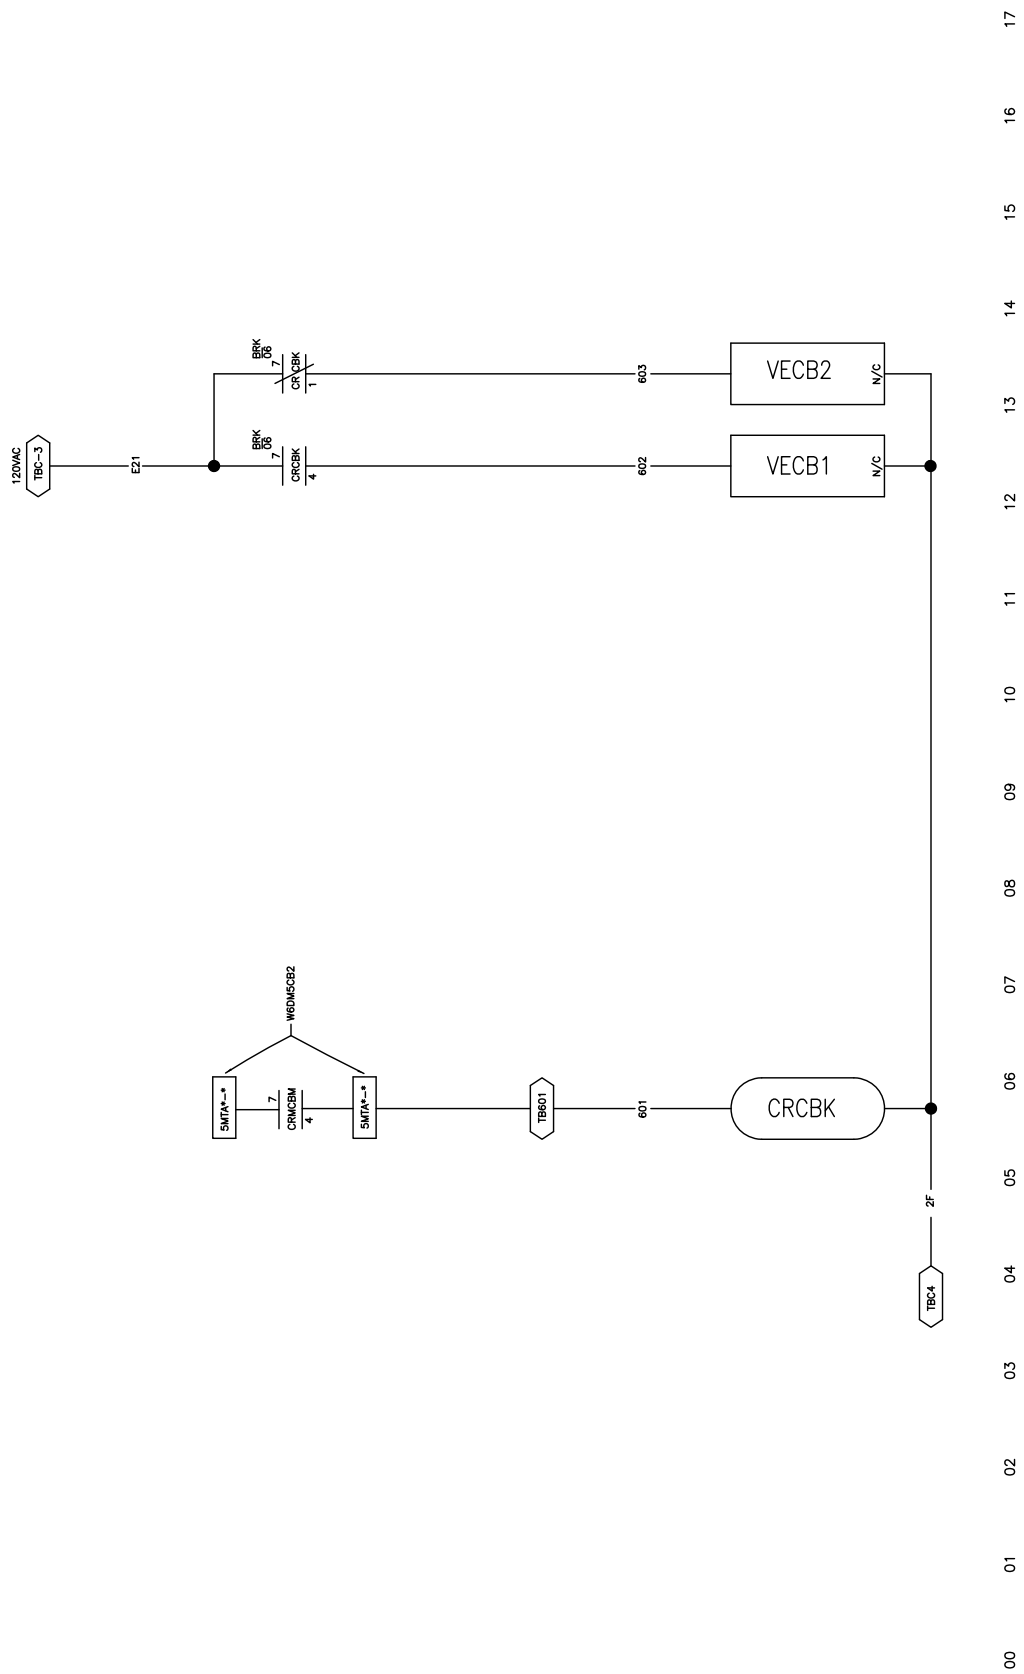 17
16
15
14
13
12
11
10
09
08
07
06
05
04
03
02
01
00
120VAC
TBC-3
E21
BRK
06
7
CRCBK
1
603
VECB2
N/C
BRK
06
7
CRCBK
4
602
VECB1
N/C
W6DM5CB2
5MTA*-*
7
CRMCBM
4
5MTA*-*
TB601
601
CRCBK
2F
TBC4